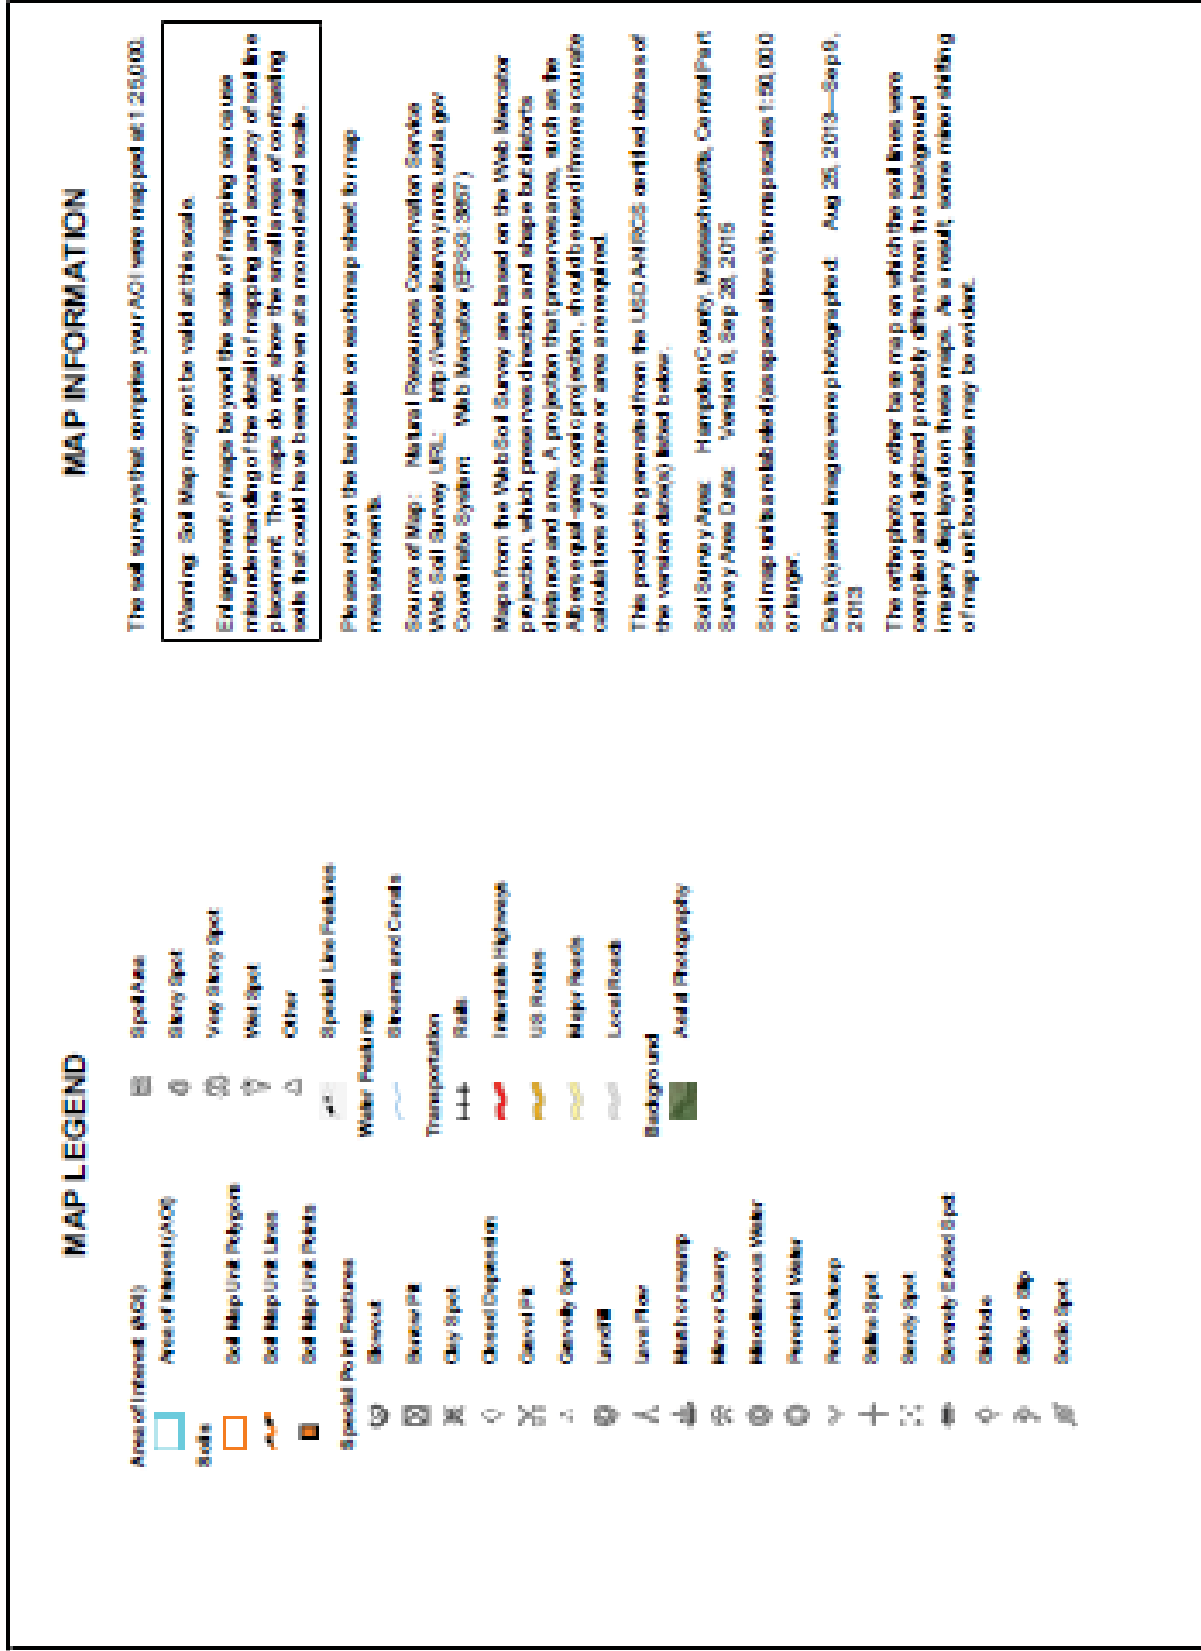 MAP LEGEND
Area of Interest (AOI)
Area of Interest (AOI)
Soils
Soil Map Unit Polygons
Soil Map Unit Lines
Soil Map Unit Points
Special Point Features
Blowout
Borrow Pit
Clay Spot
Closed Depression
Gravel Pit
Gravelly Spot
Landfill
Lava Flow
Marsh or swamp
Mine or Quarry
Miscellaneous Water
Perennial Water
Rock Outcrop
Saline Spot
Sandy Spot
Severely Eroded Spot
Sinkhole
Slide or Slip
Sodic Spot
Spoil Area
Stony Spot
Very Stony Spot
Wet Spot
Other
Special Line Features
Water Features
Streams and Canals
Transportation
Rails
Interstate Highways
US Routes
Major Roads
Local Roads
Background
Aerial Photography
MAP INFORMATION
The soil surveys that comprise your AOI were mapped at 1:25,000.
Warning: Soil Map may not be valid at this scale.
Enlargement of maps beyond the scale of mapping can cause
misunderstanding of the detail of mapping and accuracy of soil line
placement. The maps do not show the small areas of contrasting
soils that could have been shown at a more detailed scale.
Please rely on the bar scale on each map sheet for map
measurements.
Source of Map: Natural Resources Conservation Service
Web Soil Survey URL: http://websoilsurvey.nrcs.usda.gov
Coordinate System: Web Mercator (EPSG:3857)
Maps from the Web Soil Survey are based on the Web Mercator
projection, which preserves direction and shape but distorts
distance and area. A projection that preserves area, such as the
Albers equal-area conic projection, should be used if more accurate
calculations of distance or area are required.
This product is generated from the USDA-NRCS certified data as of
the version date(s) listed below.
Soil Survey Area: Hampden County, Massachusetts, Central Part
Survey Area Data: Version 9, Sep 28, 2015
Soil map units are labeled (as space allows) for map scales 1:50,000
or larger.
Date(s) aerial images were photographed: Aug 25, 2013—Sep 9,
2013
The orthophoto or other base map on which the soil lines were
compiled and digitized probably differs from the background
imagery displayed on these maps. As a result, some minor shifting
of map unit boundaries may be evident.